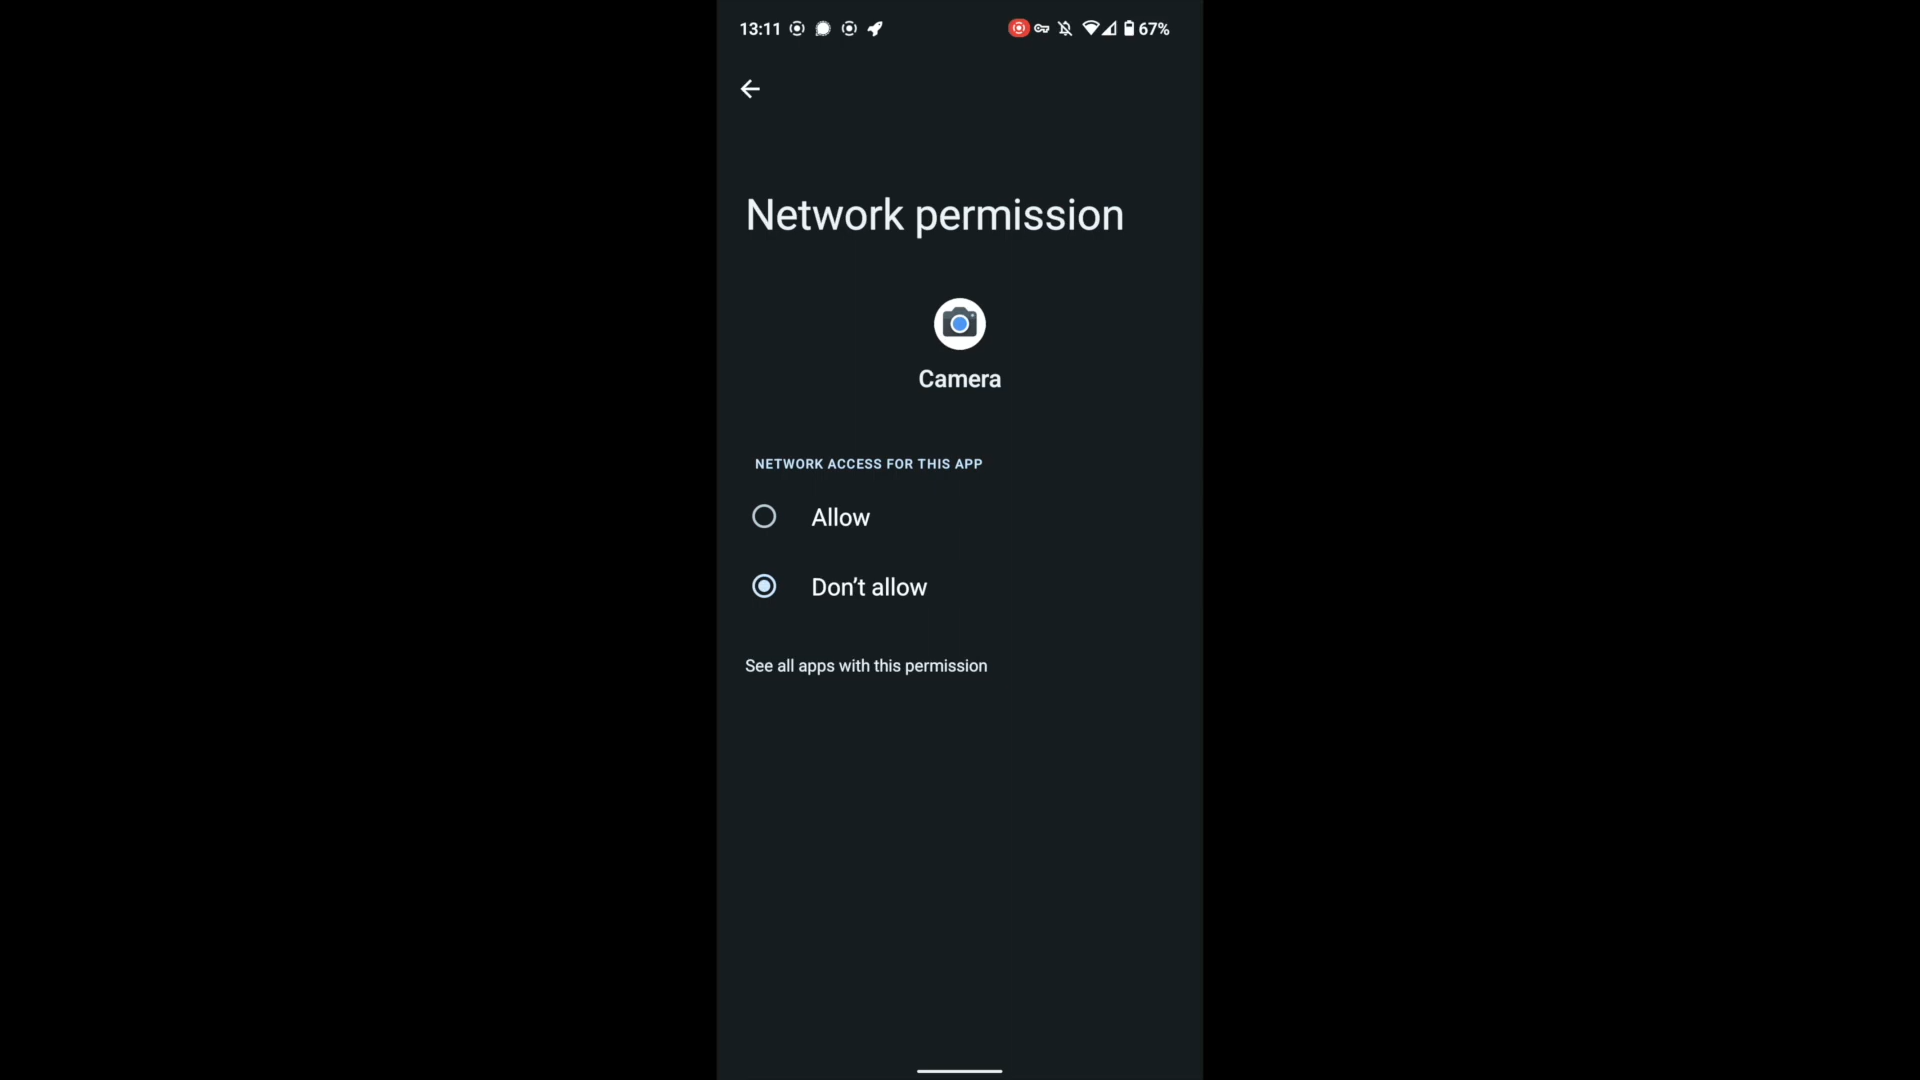 13:11 67%
Network permission
Camera
NETWORK ACCESS FOR THIS APP
Allow
Don’t allow
See all apps with this permission